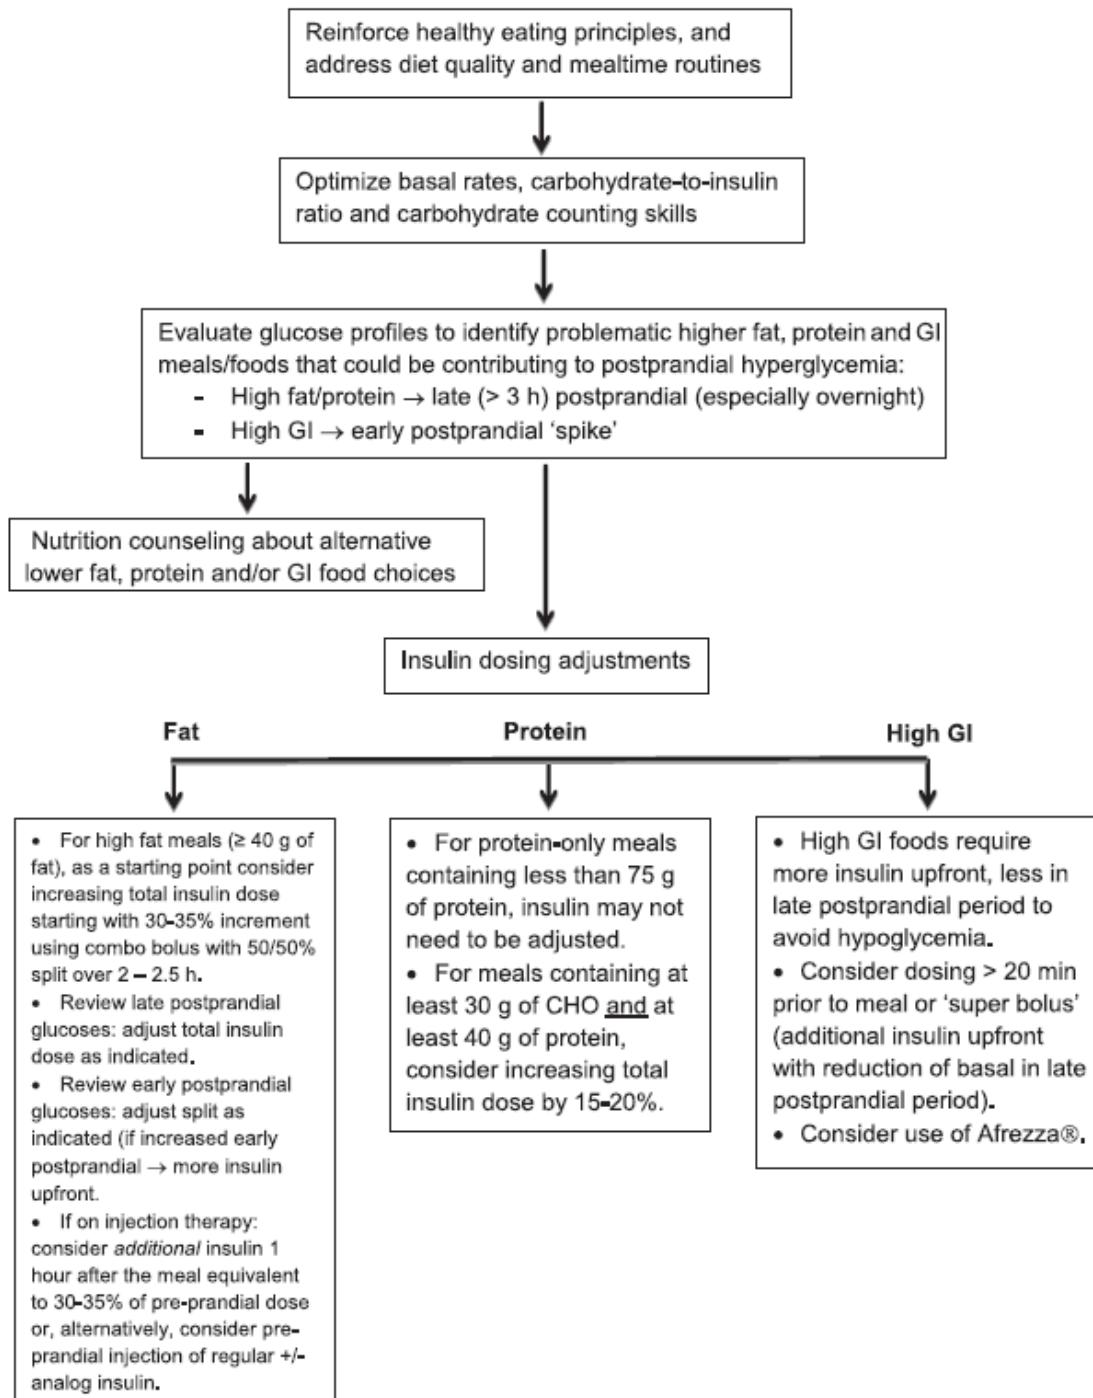 Reinforce healthy eating principles, and
address diet quality and mealtime routines
Optimize basal rates, carbohydrate-to-insulin
ratio and carbohydrate counting skills
Evaluate glucose profiles to identify problematic higher fat, protein and GI
meals/foods that could be contributing to postprandial hyperglycemia:
- High fat/protein → late (> 3 h) postprandial (especially overnight)
- High GI → early postprandial ‘spike’
Nutrition counseling about alternative
lower fat, protein and/or GI food choices
Insulin dosing adjustments
Fat
• For high fat meals (≥ 40 g of
fat), as a starting point consider
increasing total insulin dose
starting with 30-35% increment
using combo bolus with 50/50%
split over 2 – 2.5 h.
• Review late postprandial
glucoses: adjust total insulin
dose as indicated.
• Review early postprandial
glucoses: adjust split as
indicated (if increased early
postprandial → more insulin
upfront.
• If on injection therapy:
consider additional insulin 1
hour after the meal equivalent
to 30-35% of pre-prandial dose
or, alternatively, consider pre-
prandial injection of regular +/-
analog insulin.
Protein
• For protein-only meals
containing less than 75 g
of protein, insulin may not
need to be adjusted.
• For meals containing at
least 30 g of CHO and at
least 40 g of protein,
consider increasing total
insulin dose by 15-20%.
High GI
• High GI foods require
more insulin upfront, less in
late postprandial period to
avoid hypoglycemia.
• Consider dosing > 20 min
prior to meal or ‘super bolus’
(additional insulin upfront
with reduction of basal in late
postprandial period).
• Consider use of Afrezza®.